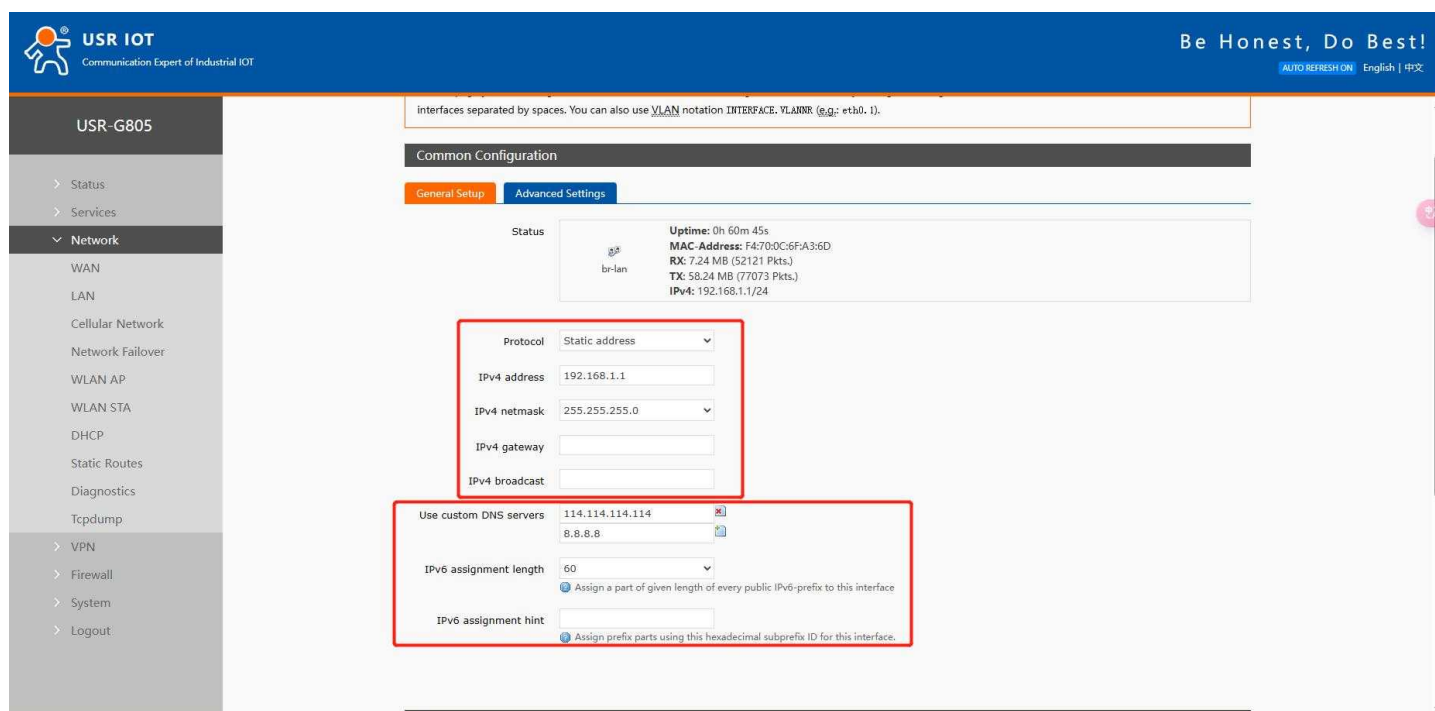 USR IOT
Communication Expert of Industrial IOT
Be Honest, Do Best!
AUTO REFRESH ON English | 中文
USR-G805
Status
Services
Network
WAN
LAN
Cellular Network
Network Failover
WLAN AP
WLAN STA
DHCP
Static Routes
Diagnostics
Tcpdump
VPN
Firewall
System
Logout
interfaces separated by spaces. You can also use VLAN notation INTERFACE.VLANNR (e.g.: eth0.1).
Common Configuration
General Setup Advanced Settings
Status
br-lan
Uptime: 0h 60m 45s
MAC-Address: F4:70:0C:6F:A3:6D
RX: 7.24 MB (52121 Pkts.)
TX: 58.24 MB (77073 Pkts.)
IPv4: 192.168.1.1/24
Protocol Static address
IPv4 address 192.168.1.1
IPv4 netmask 255.255.255.0
IPv4 gateway
IPv4 broadcast
Use custom DNS servers 114.114.114.114
8.8.8.8
IPv6 assignment length 60
Assign a part of given length of every public IPv6-prefix to this interface
IPv6 assignment hint
Assign prefix parts using this hexadecimal subprefix ID for this interface.